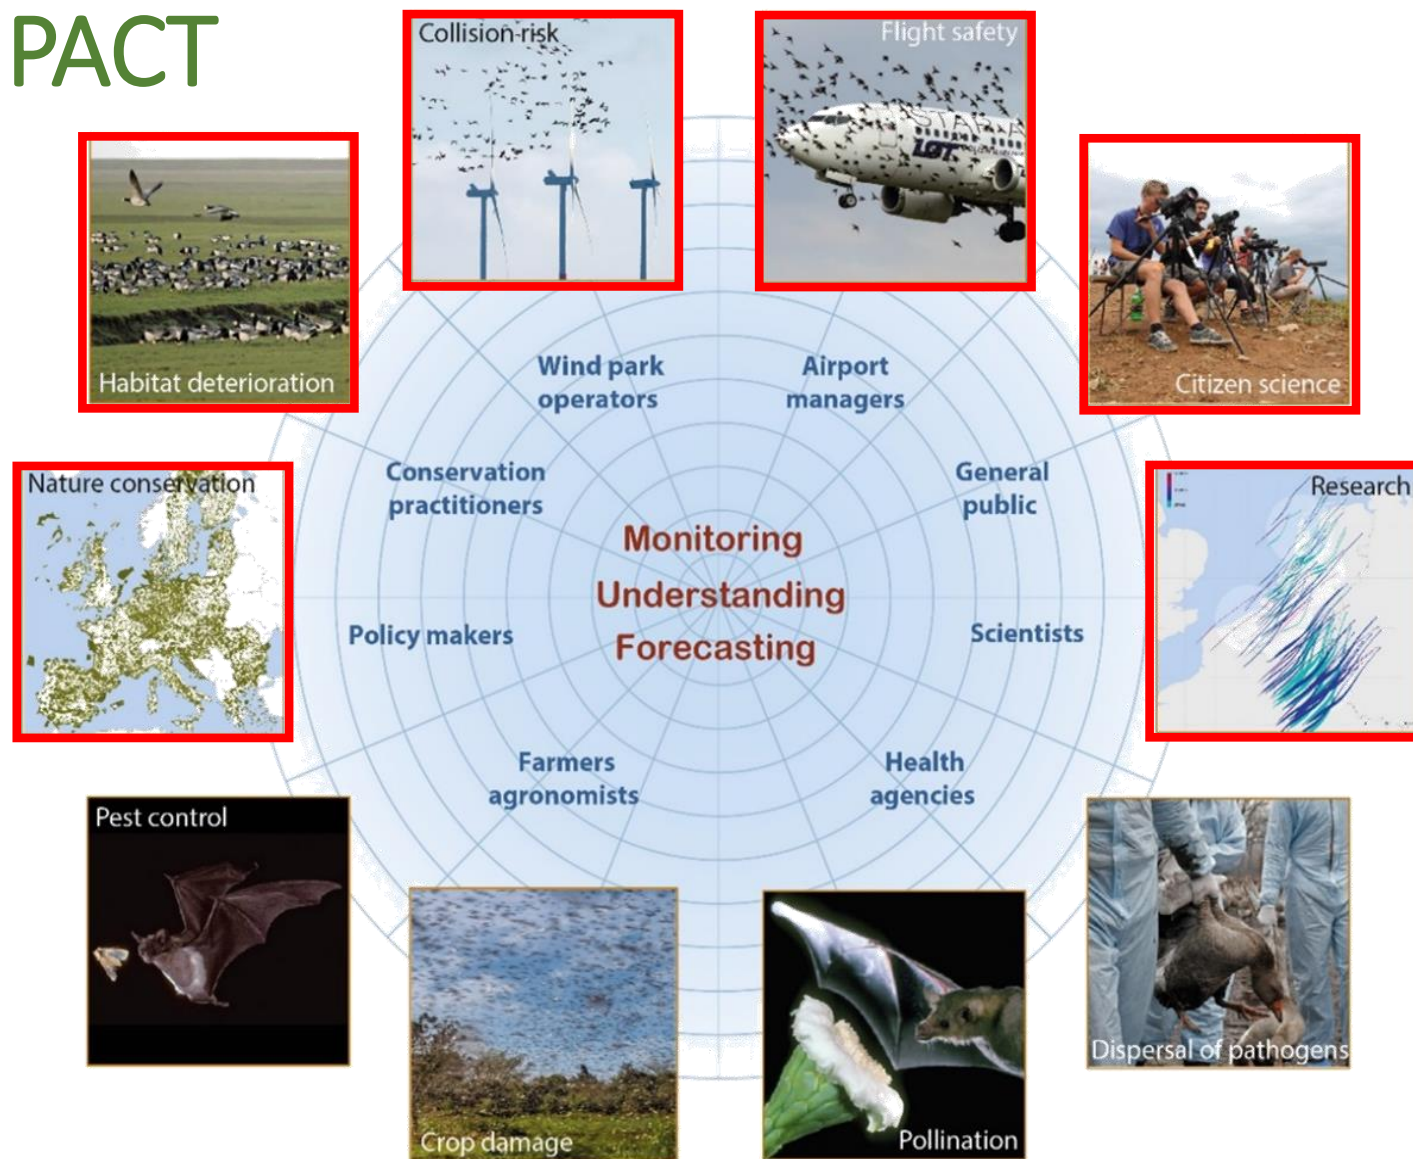 PACT
Collision-risk
Flight safety
STAR A
LOT
Habitat deterioration
Citizen science
Wind park
operators
Airport
managers
Conservation
practitioners
General
public
Nature conservation
Research
Monitoring
Understanding
Forecasting
Policy makers
Scientists
Farmers
agronomists
Health
agencies
Pest control
Dispersal of pathogens
Crop damage
Pollination